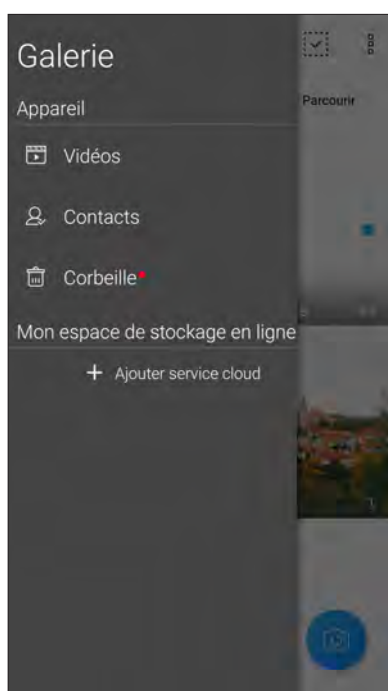 Galerie
Appareil
Parcourir
Vidéos
Contacts
Corbeille
Mon espace de stockage en ligne
+ Ajouter service cloud